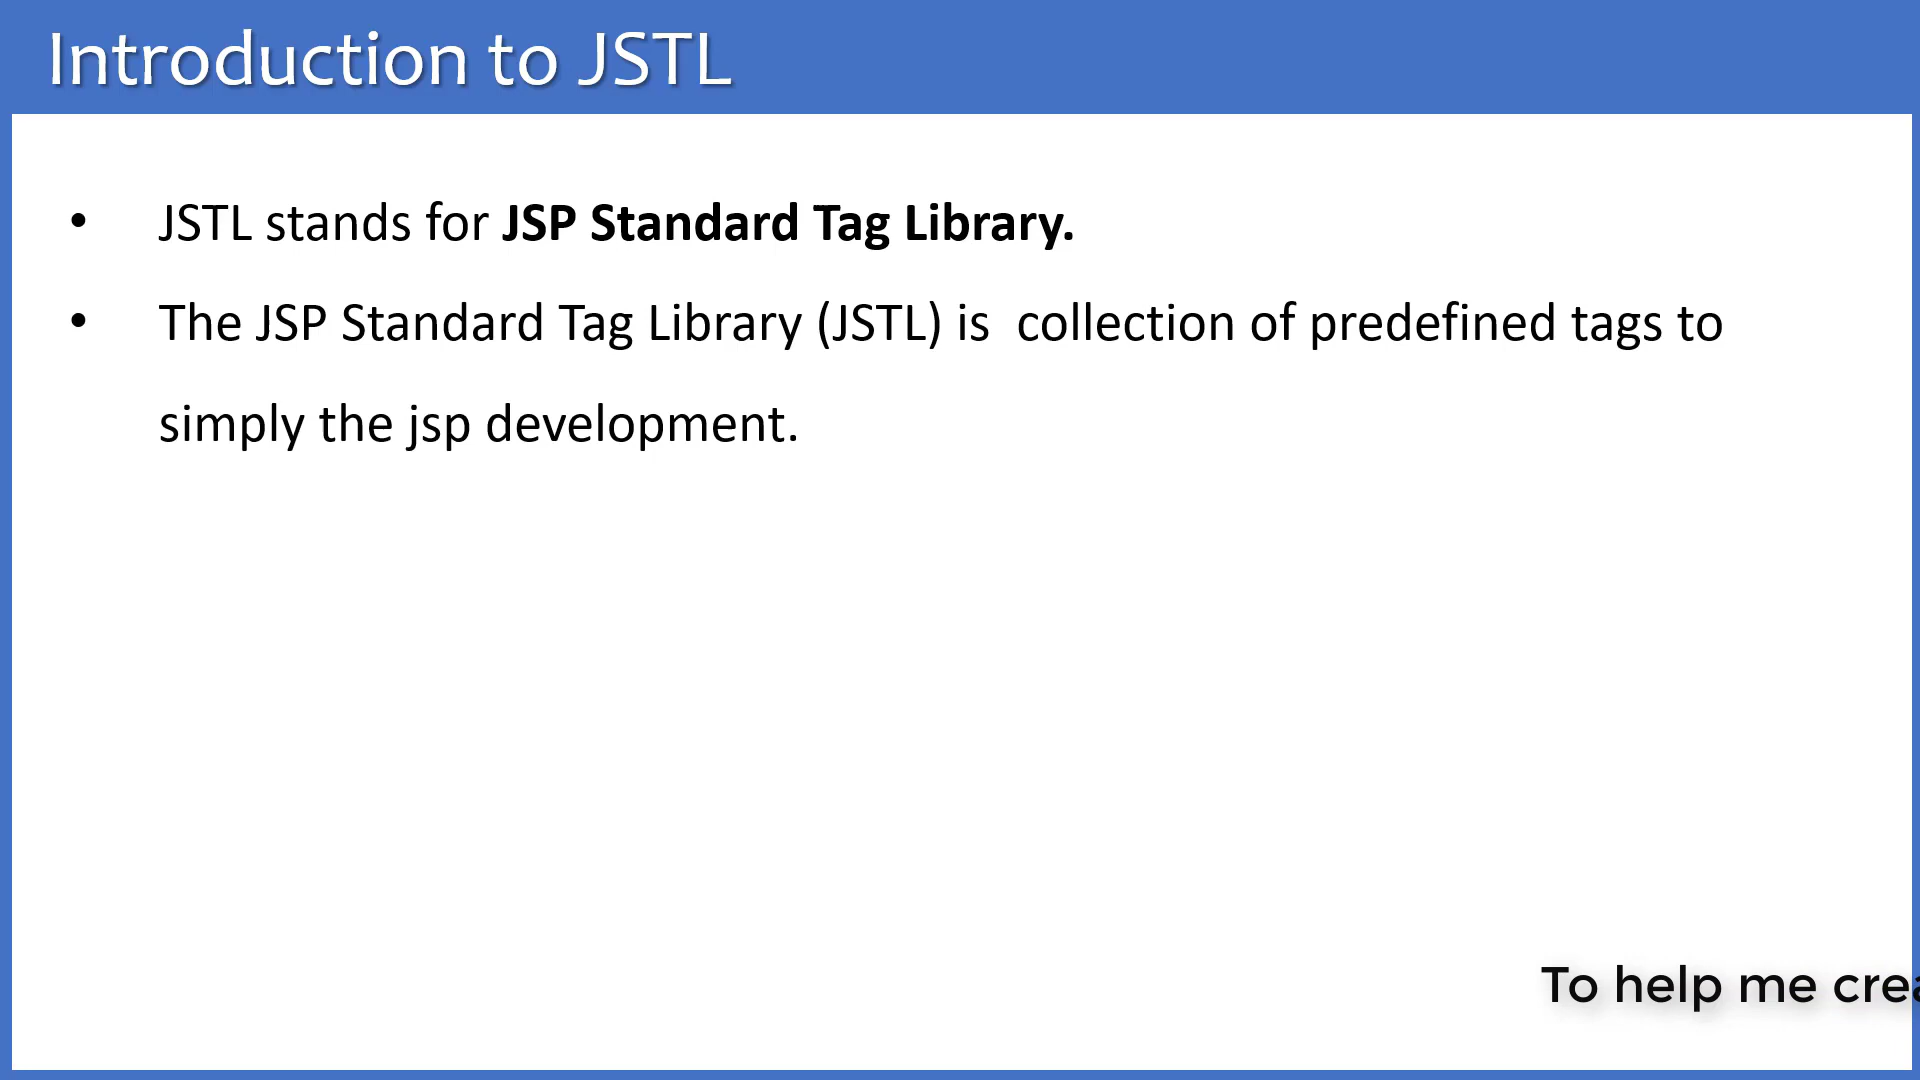 Introduction to JSTL
• JSTL stands for JSP Standard Tag Library.
• The JSP Standard Tag Library (JSTL) is  collection of predefined tags to
simply the jsp development.
To help me